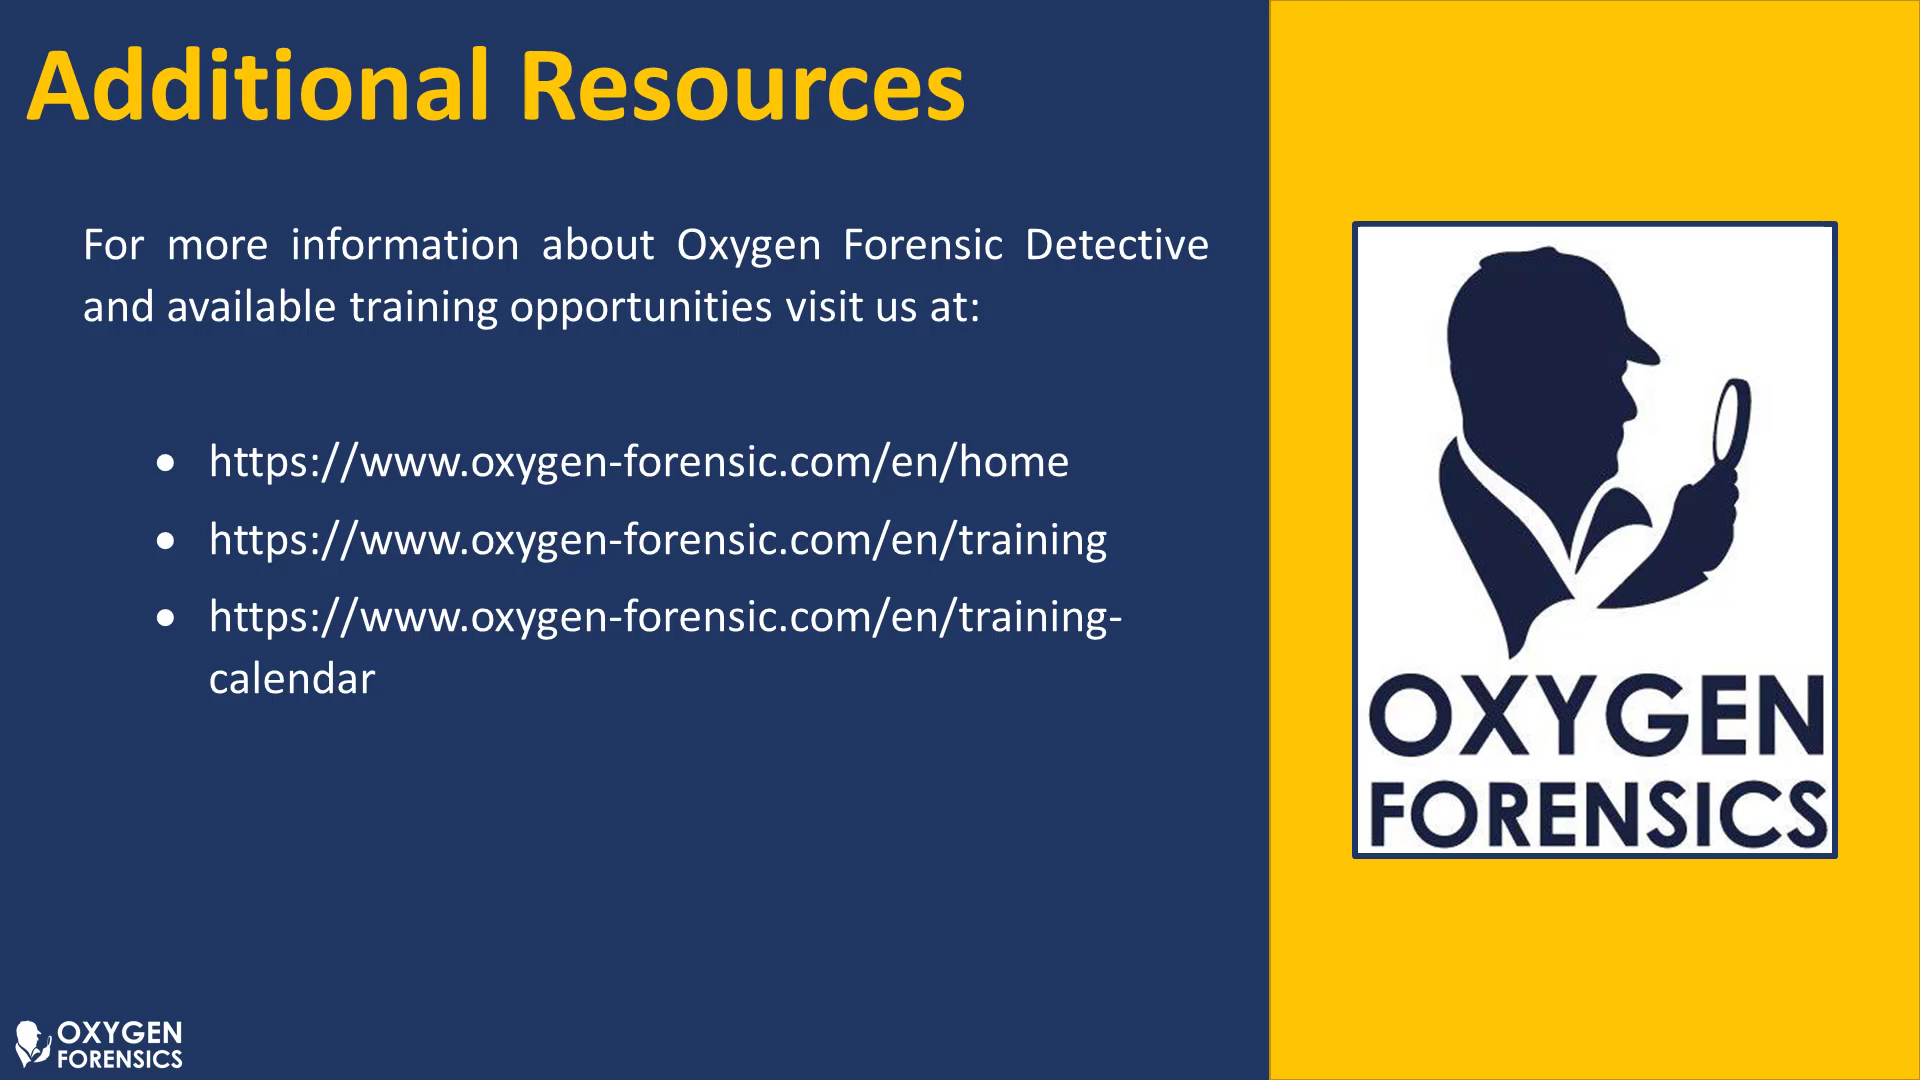 Additional Resources
For more information about Oxygen Forensic Detective
and available training opportunities visit us at:
• https://www.oxygen-forensic.com/en/home
• https://www.oxygen-forensic.com/en/training
• https://www.oxygen-forensic.com/en/training-
calendar
OXYGEN
FORENSICS
OXYGEN
FORENSICS